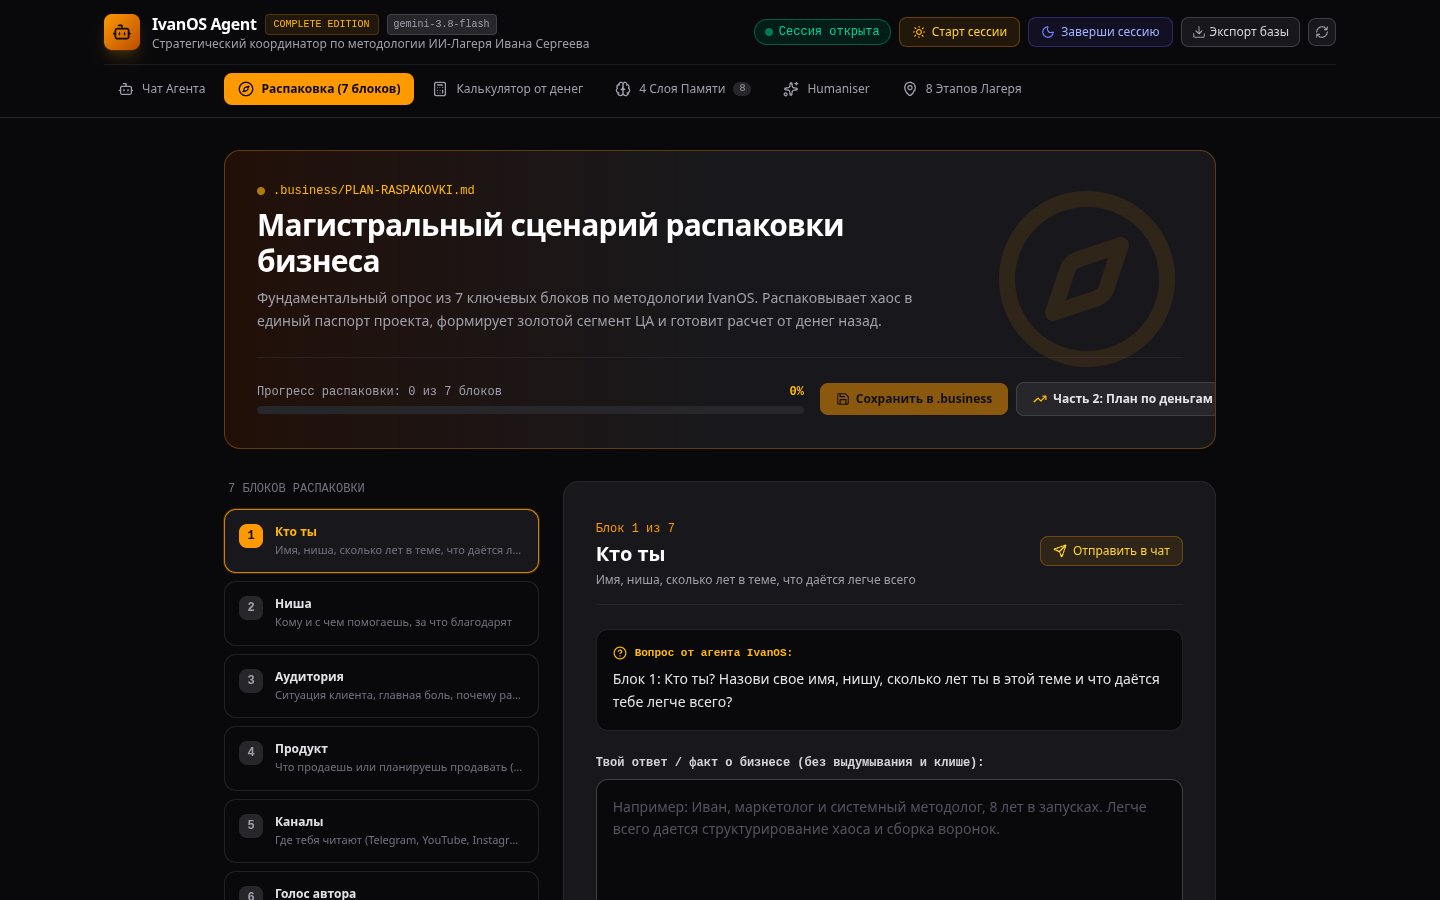 IvanOS Agent
COMPLETE EDITION
gemini-3.8-flash
Стратегический координатор по методологии ИИ-Лагеря Ивана Сергеева
Сессия открыта
Старт сессии
Заверши сессию
Экспорт базы
Чат Агента
Распаковка (7 блоков)
Калькулятор от денег
4 Слоя Памяти 8
Humaniser
8 Этапов Лагеря
.business/PLAN-RASPAKOVKI.md
Магистральный сценарий распаковки
бизнеса
Фундаментальный опрос из 7 ключевых блоков по методологии IvanOS. Распаковывает хаос в
единый паспорт проекта, формирует золотой сегмент ЦА и готовит расчет от денег назад.
Прогресс распаковки: 0 из 7 блоков
0%
Сохранить в .business
Часть 2: План по деньгам
7 БЛОКОВ РАСПАКОВКИ
1
Кто ты
Имя, ниша, сколько лет в теме, что даётся л...
2
Ниша
Кому и с чем помогаешь, за что благодарят
3
Аудитория
Ситуация клиента, главная боль, почему ра...
4
Продукт
Что продаешь или планируешь продавать (...
5
Каналы
Где тебя читают (Telegram, YouTube, Instagr...
6
Голос автора
Блок 1 из 7
Кто ты
Имя, ниша, сколько лет в теме, что даётся легче всего
Отправить в чат
Вопрос от агента IvanOS:
Блок 1: Кто ты? Назови свое имя, нишу, сколько лет ты в этой теме и что даётся
тебе легче всего?
Твой ответ / факт о бизнесе (без выдумывания и клише):
Например: Иван, маркетолог и системный методолог, 8 лет в запусках. Легче
всего дается структурирование хаоса и сборка воронок.